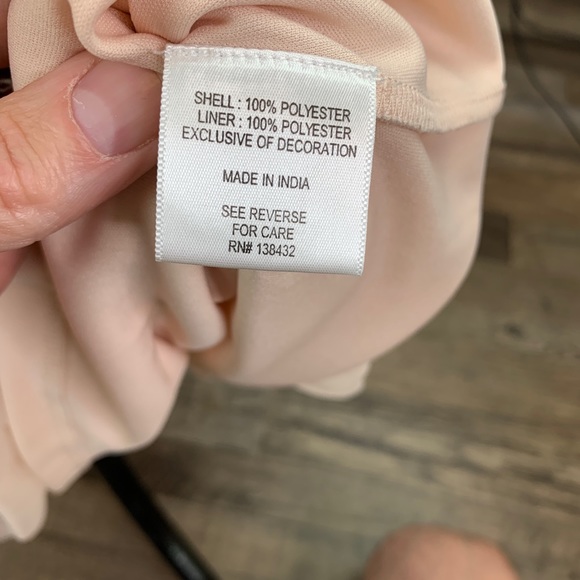 SHELL : 100% POLYESTER
LINER : 100% POLYESTER
EXCLUSIVE OF DECORATION
MADE IN INDIA
SEE REVERSE
FOR CARE
RN# 138432